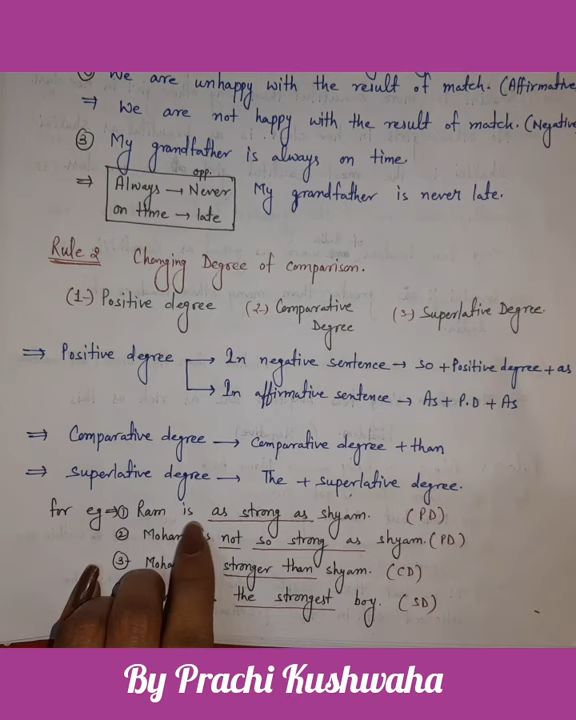 We are unhappy with the result of match. (Affirmative
⇒ We are not happy with the result of match. (Negative
③ My grandfather is always on time.
opp.
⇒ Always → Never My grandfather is never late.
on time → late
Rule 2 Changing Degree of comparison.
(1-) Positive degree (2-) Comparative Degree (3-) Superlative Degree.
⇒ Positive degree → In negative sentence → so + Positive degree + as
→ In affirmative sentence → As + P.D + As
⇒ Comparative degree → Comparative degree + than
⇒ Superlative degree → The + superlative degree.
for eg ⇒ ① Ram is as strong as shyam. (PD)
② Mohan is not so strong as shyam. (PD)
③ stronger than shyam. (CD)
the strongest boy. (SD)
By Prachi Kushwaha